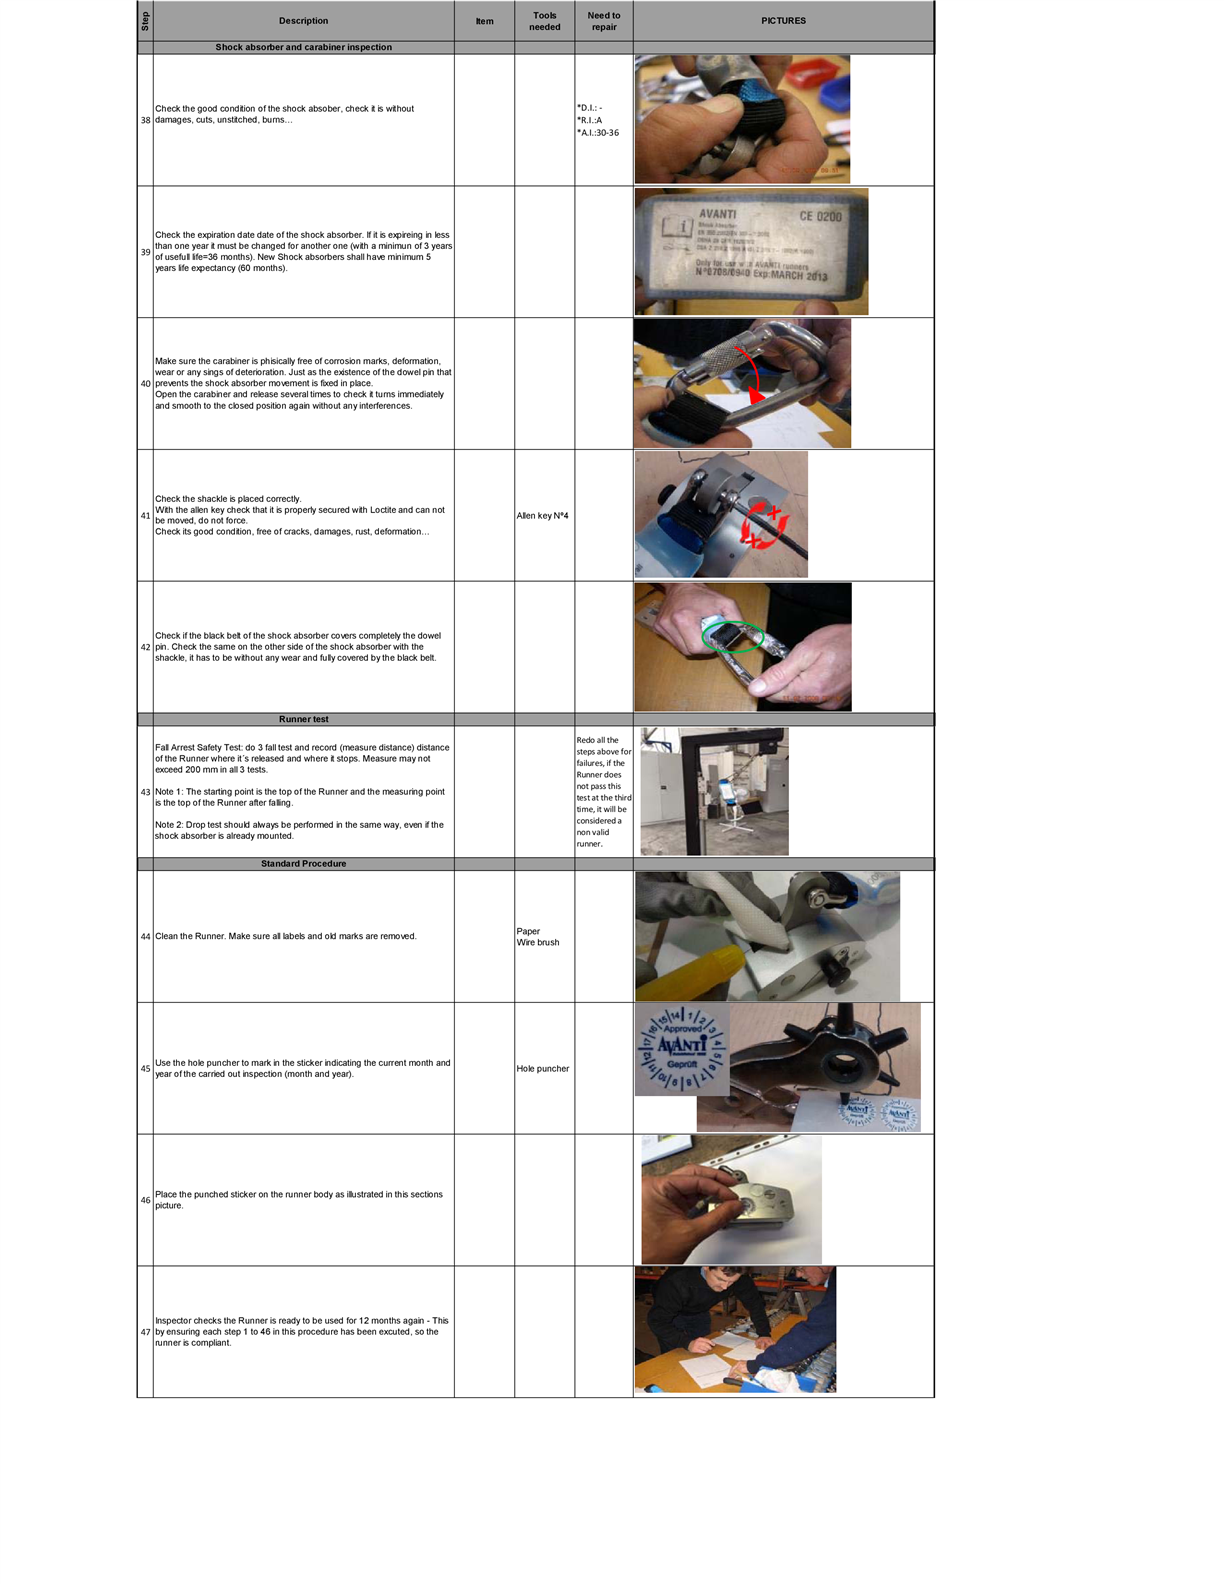 Step
Description
Item
Tools
needed
Need to
repair
PICTURES
Shock absorber and carabiner inspection
38
Check the good condition of the shock absober, check it is without
damages, cuts, unstitched, burns…
*D.I.: -
*R.I.:A
*A.I.:30-36
39
Check the expiration date date of the shock absorber. If it is expireing in less
than one year it must be changed for another one (with a minimun of 3 years
of usefull life=36 months). New Shock absorbers shall have minimum 5
years life expectancy (60 months).
AVANTI CE 0200
Shock Absorber
Only for use with AVANTI runners
N°0706/0940 Exp:MARCH 2013
40
Make sure the carabiner is phisically free of corrosion marks, deformation,
wear or any sings of deterioration. Just as the existence of the dowel pin that
prevents the shock absorber movement is fixed in place.
Open the carabiner and release several times to check it turns immediately
and smooth to the closed position again without any interferences.
41
Check the shackle is placed correctly.
With the allen key check that it is properly secured with Loctite and can not
be moved, do not force.
Check its good condition, free of cracks, damages, rust, deformation…
Allen key Nº4
42
Check if the black belt of the shock absorber covers completely the dowel
pin. Check the same on the other side of the shock absorber with the
shackle, it has to be without any wear and fully covered by the black belt.
Runner test
43
Fall Arrest Safety Test: do 3 fall test and record (measure distance) distance
of the Runner where it´s released and where it stops. Measure may not
exceed 200 mm in all 3 tests.
Note 1: The starting point is the top of the Runner and the measuring point
is the top of the Runner after falling.
Note 2: Drop test should always be performed in the same way, even if the
shock absorber is already mounted.
Redo all the
steps above for
failures, if the
Runner does
not pass this
test at the third
time, it will be
considered a
non valid
runner.
Standard Procedure
44
Clean the Runner. Make sure all labels and old marks are removed.
Paper
Wire brush
45
Use the hole puncher to mark in the sticker indicating the current month and
year of the carried out inspection (month and year).
Hole puncher
Approved
AVANTI
Geprüft
1 2 3 4 5 6 7 8 9 10 11 12 17 16 15 14
AVANTI
AVANTI
46
Place the punched sticker on the runner body as illustrated in this sections
picture.
47
Inspector checks the Runner is ready to be used for 12 months again - This
by ensuring each step 1 to 46 in this procedure has been excuted, so the
runner is compliant.